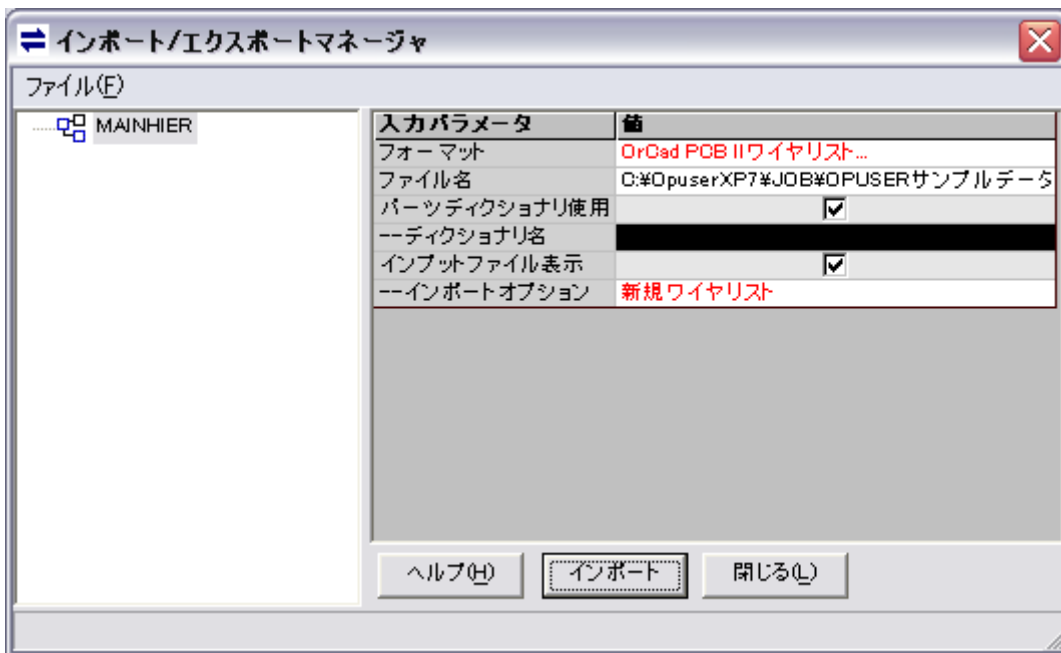 インポート/エクスポートマネージャ
ファイル(F)
MAINHIER
入力パラメータ 値
フォーマット OrCad PCB IIワイヤリスト...
ファイル名 C:¥OpuserXP7¥JOB¥OPUSERサンプルデータ
パーツディクショナリ使用
--ディクショナリ名
インプットファイル表示
--インポートオプション 新規ワイヤリスト
ヘルプ(H) インポート 閉じる(L)